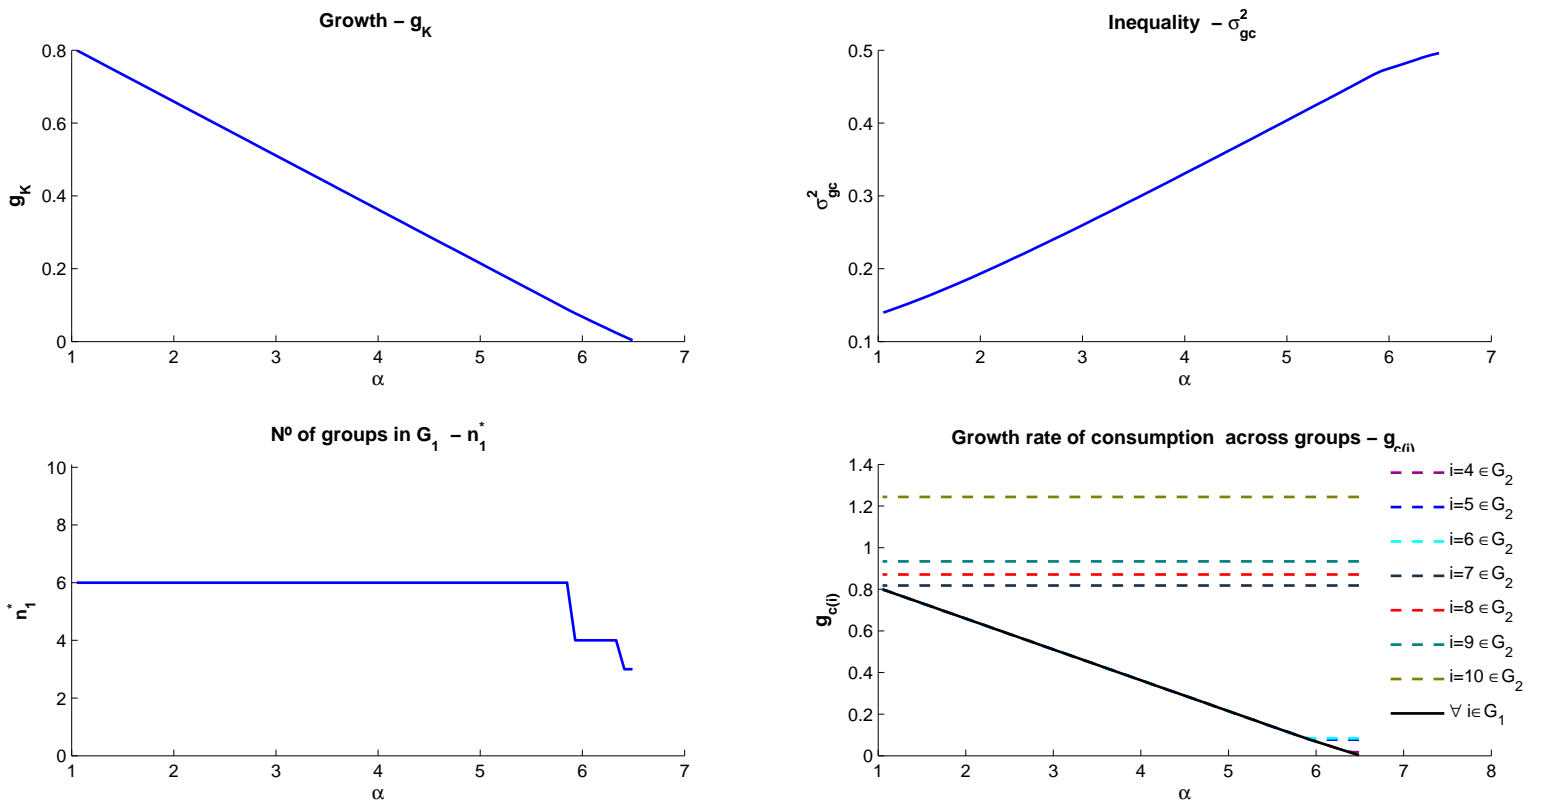 Growth – g_K
0.8
0.6
0.4
0.2
0
g_K
1 2 3 4 5 6 7
α
Inequality – σ²_gc
0.5
0.4
0.3
0.2
0.1
σ²_gc
1 2 3 4 5 6 7
α
Nº of groups in G_1 – n*_1
10
8
6
4
2
0
n*_1
1 2 3 4 5 6 7
α
Growth rate of consumption across groups – g_c(i)
1.4
1.2
1
0.8
0.6
0.4
0.2
0
g_c(i)
1 2 3 4 5 6 7 8
α
i=4 ∈ G_2
i=5 ∈ G_2
i=6 ∈ G_2
i=7 ∈ G_2
i=8 ∈ G_2
i=9 ∈ G_2
i=10 ∈ G_2
∀ i∈ G_1